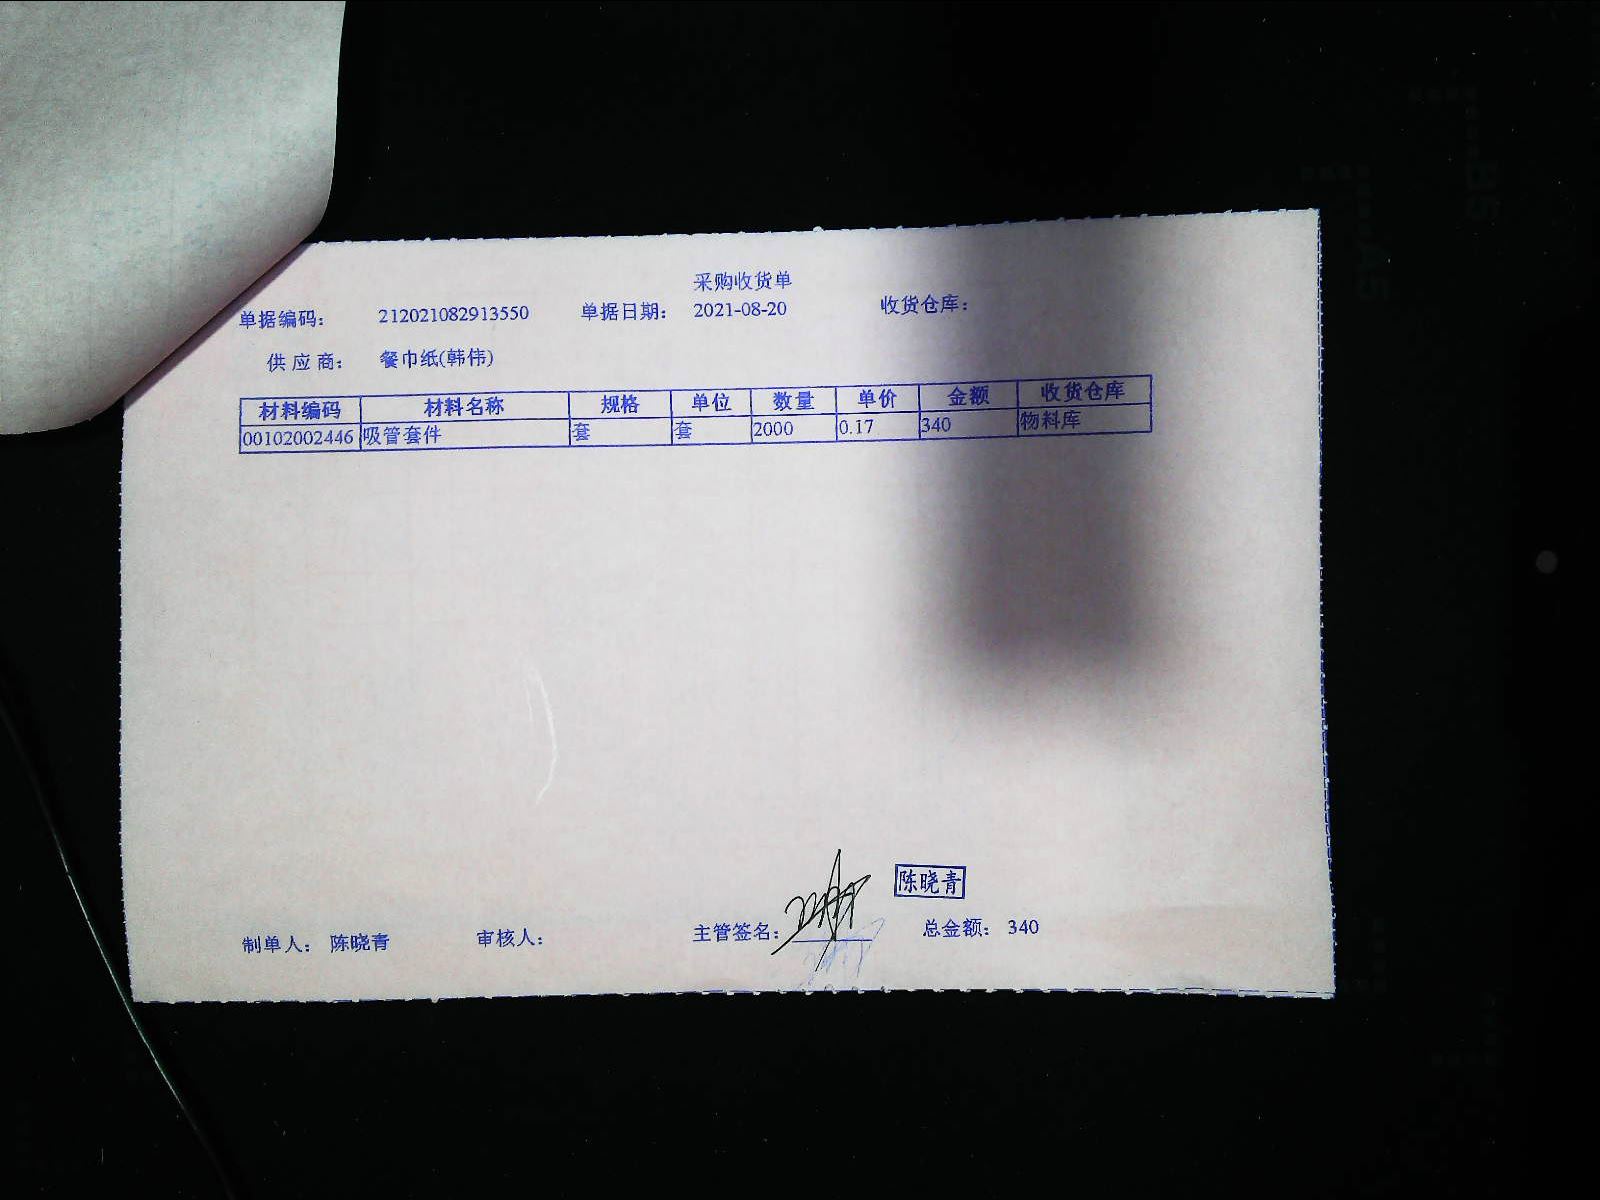 采购收货单
单据编码： 212021082913550 单据日期： 2021-08-20 收货仓库：
供应商： 餐巾纸(韩伟)
材料编码 材料名称 规格 单位 数量 单价 金额 收货仓库
00102002446 吸管套件 套 套 2000 0.17 340 物料库
陈晓青
制单人： 陈晓青 审核人： 主管签名： 总金额： 340
B5
A5